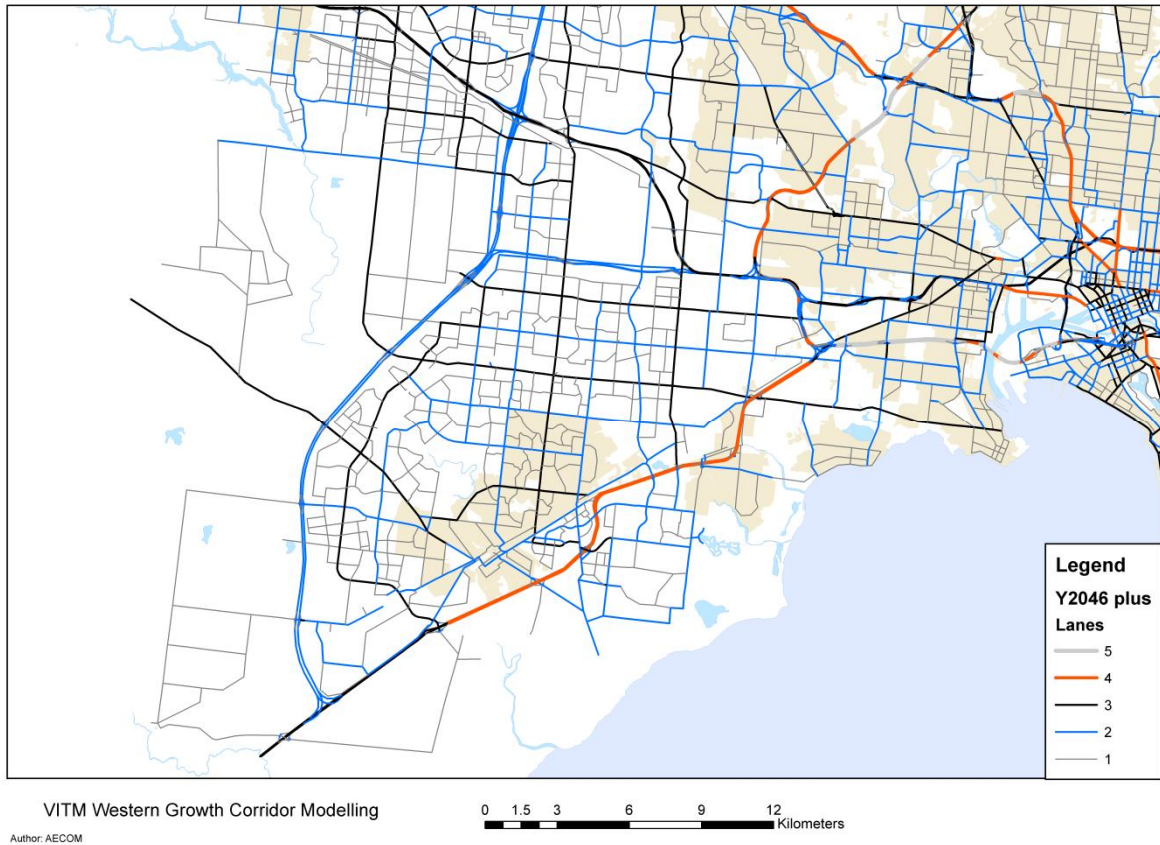 Legend
Y2046 plus
Lanes
5
4
3
2
1
VITM Western Growth Corridor Modelling
0 1.5 3 6 9 12
Kilometers
Author: AECOM